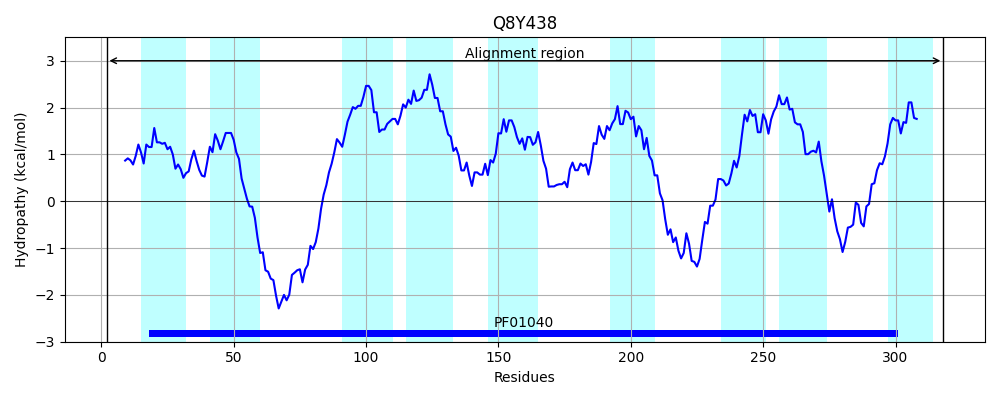 Q8Y438
Alignment region
3
2
1
0
−1
−2
−3
Hydropathy (kcal/mol)
PF01040
0 50 100 150 200 250 300
Residues